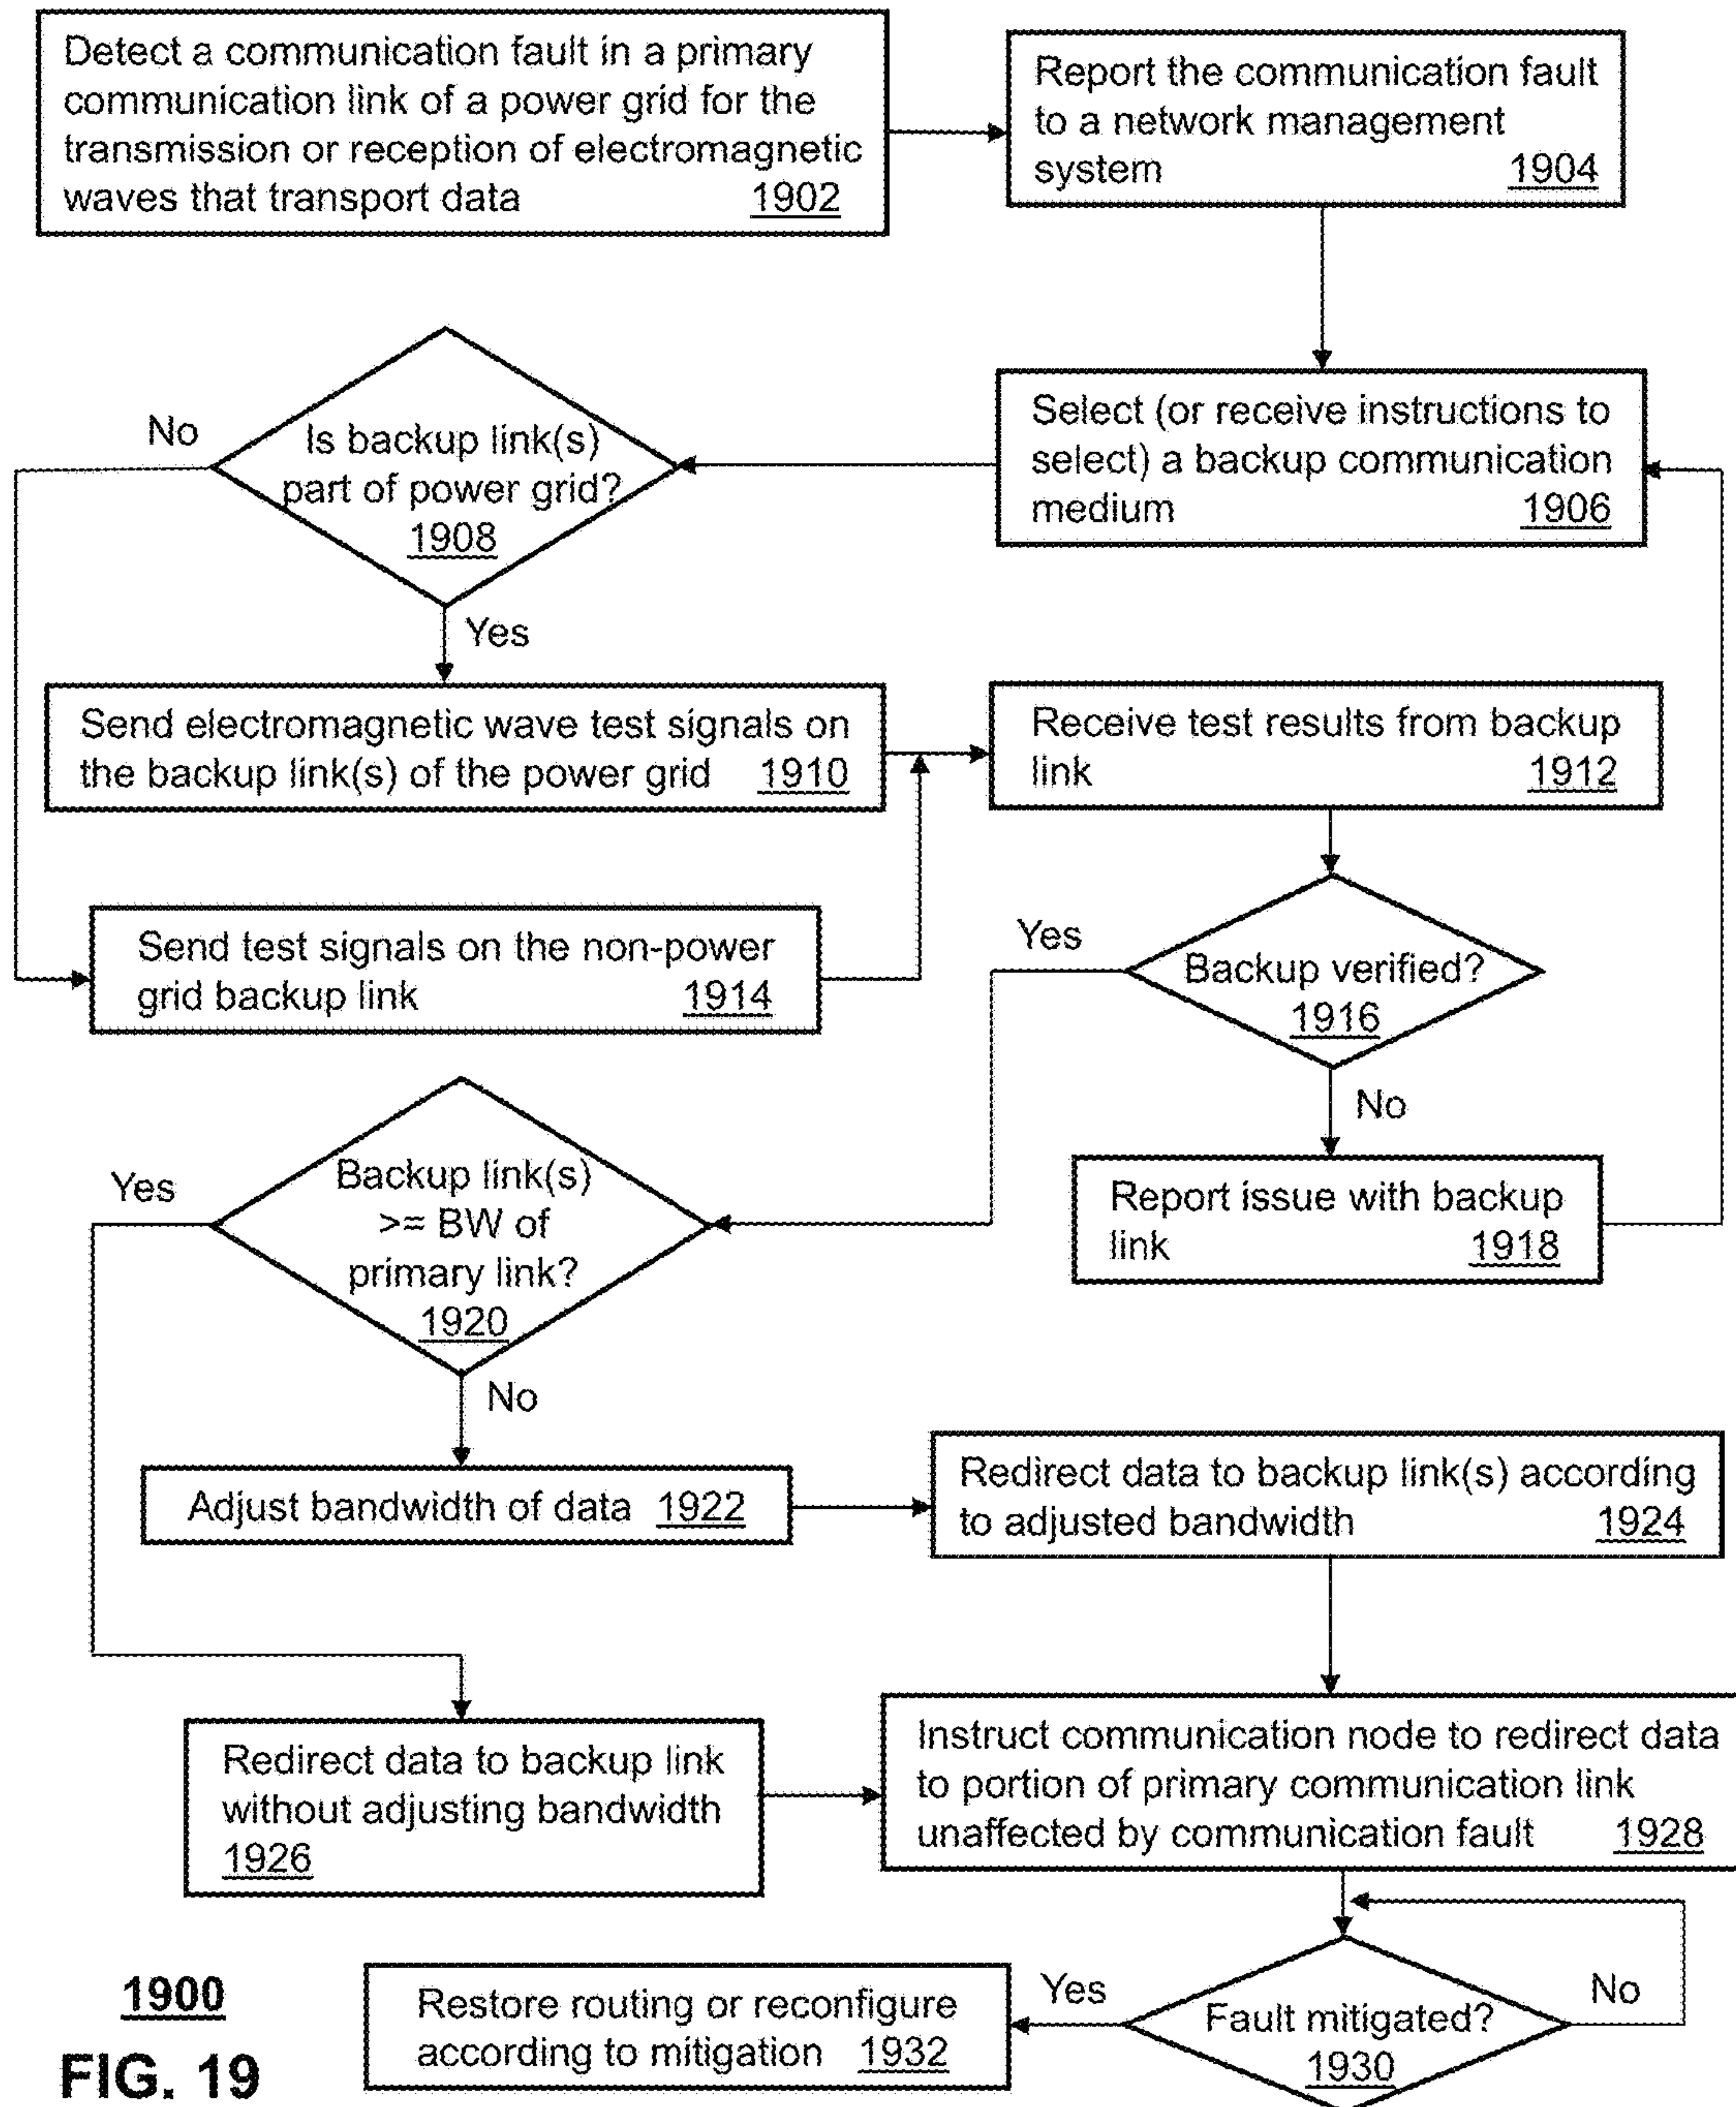 Detect a communication fault in a primary
communication link of a power grid for the
transmission or reception of electromagnetic
waves that transport data 1902
Report the communication fault
to a network management
system 1904
Select (or receive instructions to
select) a backup communication
medium 1906
No
Is backup link(s)
part of power grid?
1908
Yes
Send electromagnetic wave test signals on
the backup link(s) of the power grid 1910
Receive test results from backup
link 1912
Send test signals on the non-power
grid backup link 1914
Yes
Backup verified?
1916
No
Report issue with backup
link 1918
Yes
Backup link(s)
>= BW of
primary link?
1920
No
Adjust bandwidth of data 1922
Redirect data to backup link(s) according
to adjusted bandwidth 1924
Redirect data to backup link
without adjusting bandwidth
1926
Instruct communication node to redirect data
to portion of primary communication link
unaffected by communication fault 1928
Yes
Fault mitigated?
1930
No
Restore routing or reconfigure
according to mitigation 1932
1900
FIG. 19